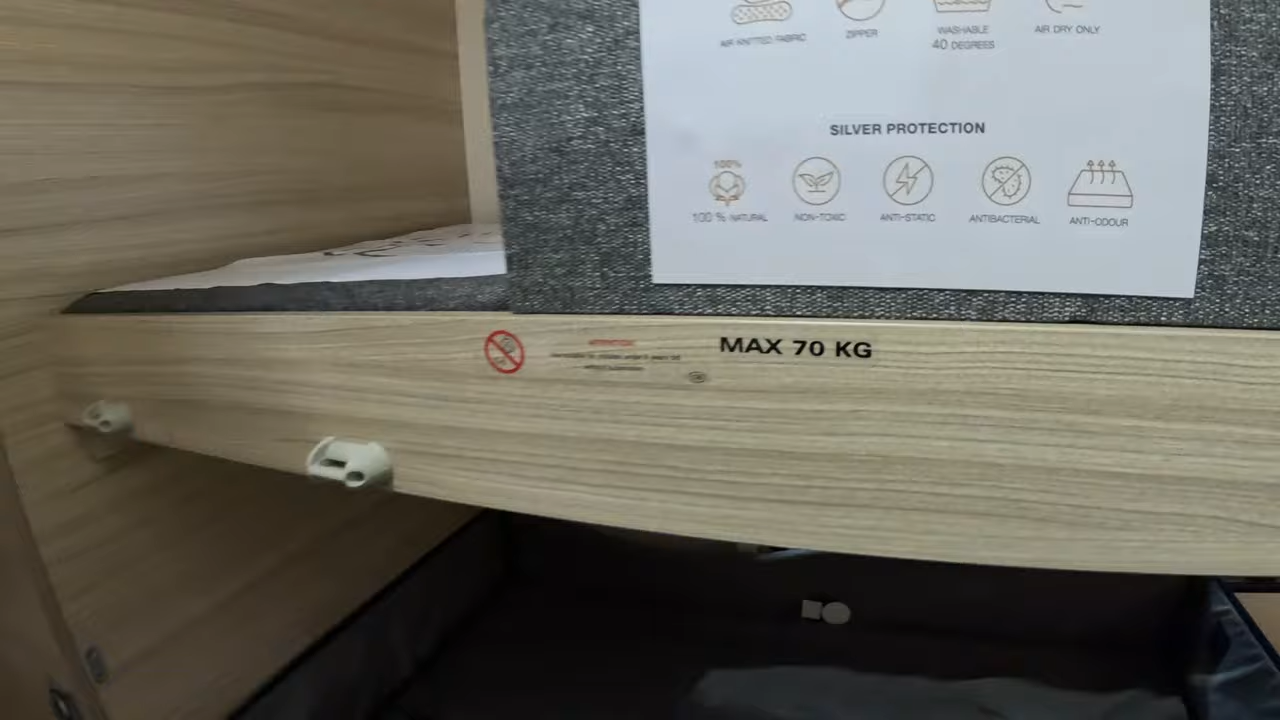 AIR KNITTED FABRIC
ZIPPER
WASHABLE
40 DEGREES
AIR DRY ONLY
SILVER PROTECTION
100%
100 % NATURAL
NON-TOXIC
ANTI-STATIC
ANTIBACTERIAL
ANTI-ODOUR
ATTENTION
MAX 70 KG